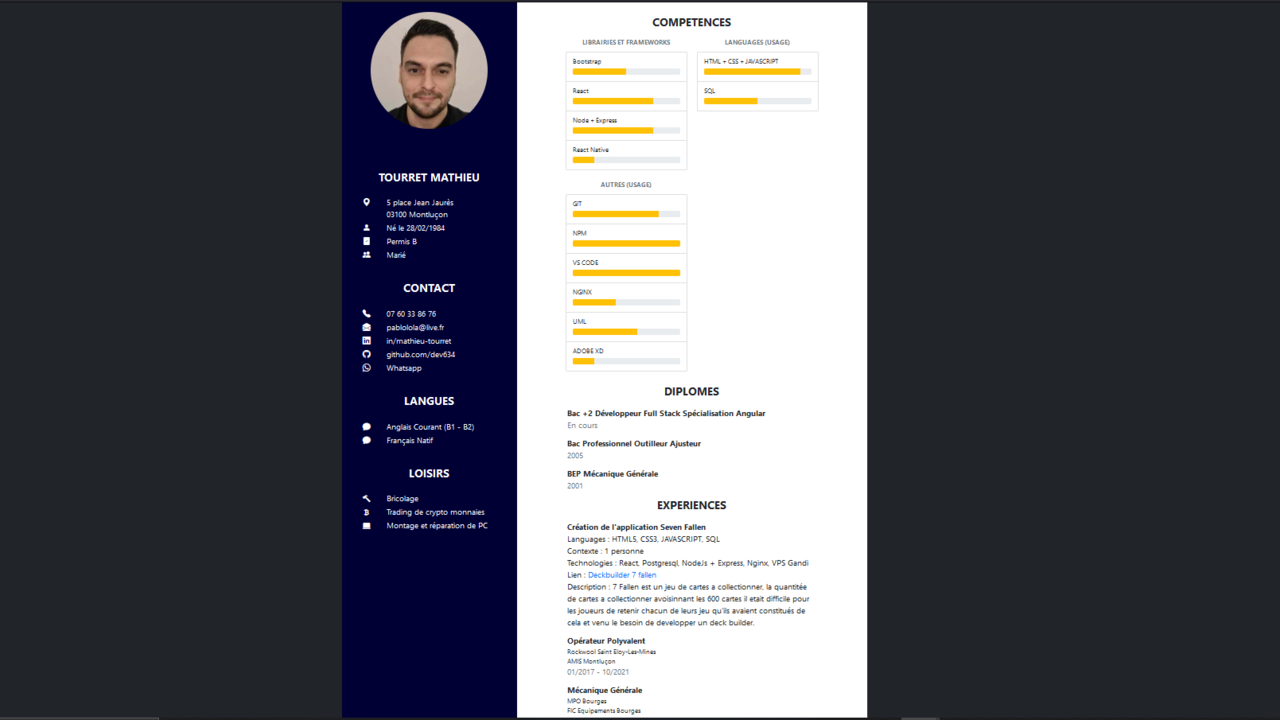 TOURRET MATHIEU
5 place Jean Jaurès
03100 Montluçon
Né le 28/02/1984
Permis B
Marié
CONTACT
07 60 33 86 76
pablolola@live.fr
in/mathieu-tourret
github.com/dev634
Whatsapp
LANGUES
Anglais Courant (B1 - B2)
Français Natif
LOISIRS
Bricolage
Trading de crypto monnaies
Montage et réparation de PC
COMPETENCES
LIBRAIRIES ET FRAMEWORKS
Bootstrap
React
Node + Express
React Native
LANGUAGES (USAGE)
HTML + CSS + JAVASCRIPT
SQL
AUTRES (USAGE)
GIT
NPM
VS CODE
NGINX
UML
ADOBE XD
DIPLOMES
Bac +2 Développeur Full Stack Spécialisation Angular
En cours
Bac Professionnel Outilleur Ajusteur
2005
BEP Mécanique Générale
2001
EXPERIENCES
Création de l'application Seven Fallen
Languages : HTML5, CSS3, JAVASCRIPT, SQL
Contexte : 1 personne
Technologies : React, Postgresql, NodeJs + Express, Nginx, VPS Gandi
Lien : Deckbuilder 7 fallen
Description : 7 Fallen est un jeu de cartes a collectionner, la quantitée
de cartes a collectionner avoisinnant les 600 cartes il etait difficile pour
les joueurs de retenir chacun de leurs jeu qu'ils avaient constitués de
cela et venu le besoin de developper un deck builder.
Opérateur Polyvalent
Rockwool Saint Eloy-Les-Mines
AMIS Montluçon
01/2017 - 10/2021
Mécanique Générale
MPO Bourges
FIC Equipements Bourges